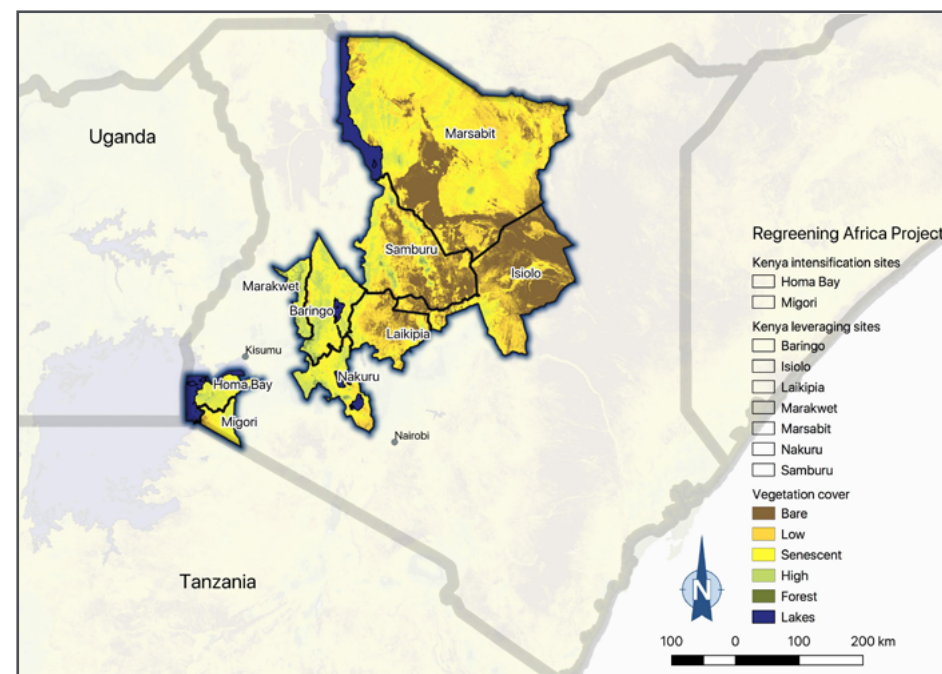 Uganda
Marsabit
Samburu
Isiolo
Marakwet
Baringo
Laikipia
Kisumu
Nakuru
Homa Bay
Migori
Nairobi
Tanzania
Regreening Africa Project
Kenya intensification sites
Homa Bay
Migori
Kenya leveraging sites
Baringo
Isiolo
Laikipia
Marakwet
Marsabit
Nakuru
Samburu
Vegetation cover
Bare
Low
Senescent
High
Forest
Lakes
N
100 0 100 200 km